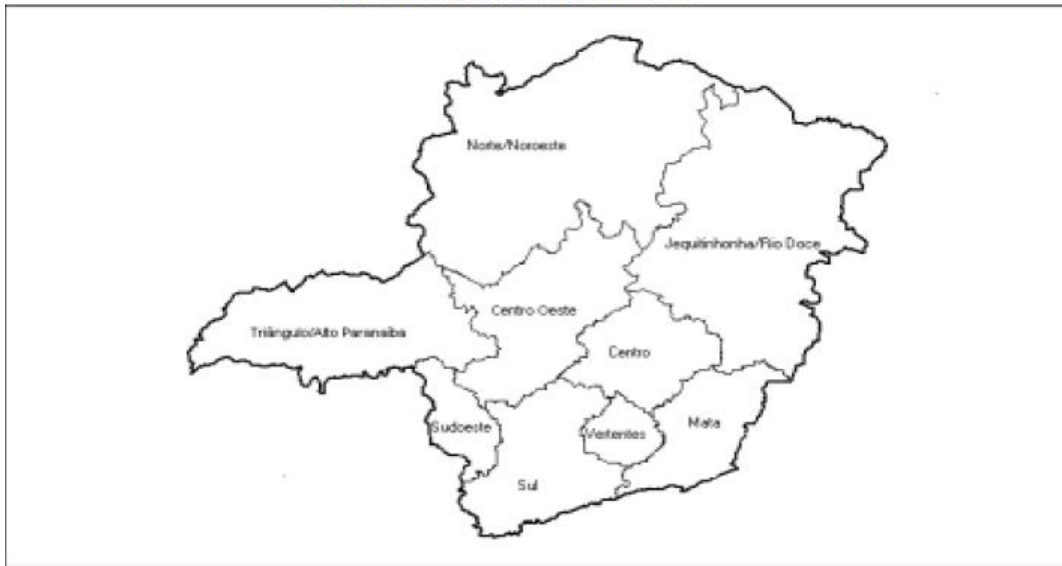 Norte/Noroeste
Jequitinhonha/Rio Doce
Centro Oeste
Triângulo/Alto Paranaíba
Centro
Sudoeste
Vertentes
Mata
Sul